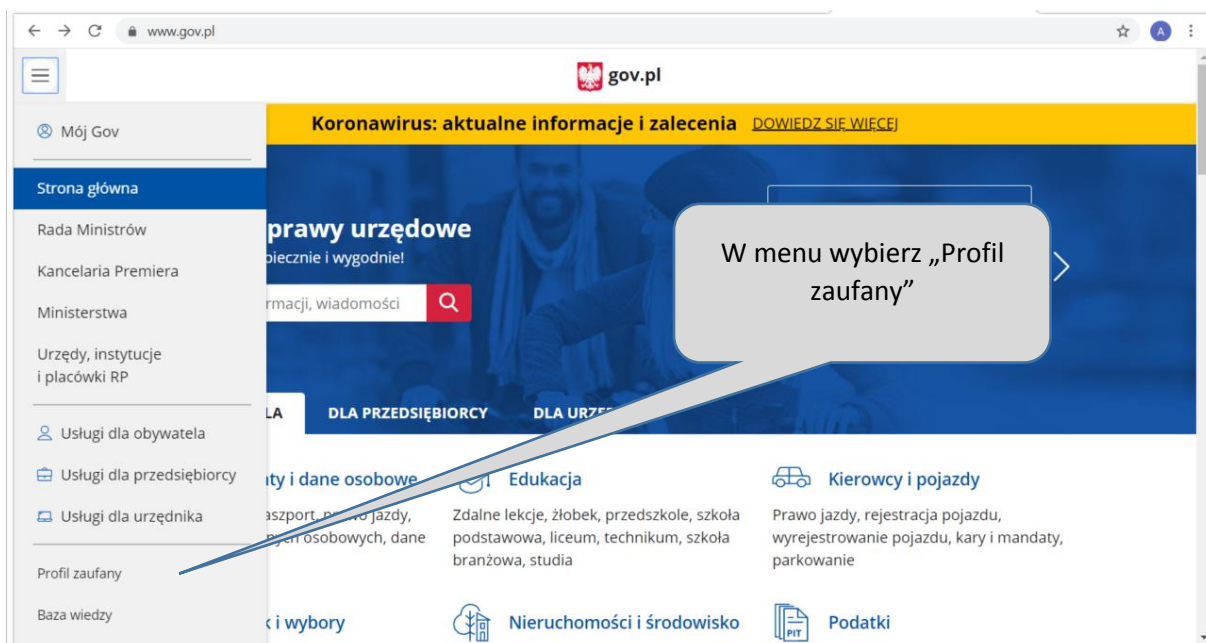 www.gov.pl
A
gov.pl
Mój Gov
Koronawirus: aktualne informacje i zalecenia DOWIEDZ SIĘ WIĘCEJ
Strona główna
Rada Ministrów
Kancelaria Premiera
Ministerstwa
Urzędy, instytucje
i placówki RP
Usługi dla obywatela
Usługi dla przedsiębiorcy
Usługi dla urzędnika
Profil zaufany
Baza wiedzy
prawy urzędowe
piecznie i wygodnie!
rmacji, wiadomości
W menu wybierz „Profil
zaufany”
LA DLA PRZEDSIĘBIORCY DLA
ty i dane osobowe
aszport, prawo jazdy,
nych osobowych, dane
Edukacja
Zdalne lekcje, żłobek, przedszkole, szkoła
podstawowa, liceum, technikum, szkoła
branżowa, studia
Kierowcy i pojazdy
Prawo jazdy, rejestracja pojazdu,
wyrejestrowanie pojazdu, kary i mandaty,
parkowanie
k i wybory
Nieruchomości i środowisko
PIT
Podatki